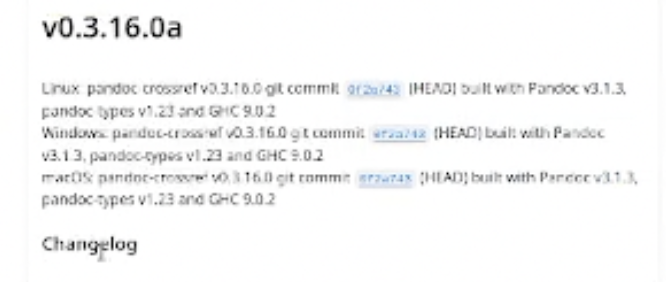 v0.3.16.0a
Linux: pandoc-crossref v0.3.16.0 git commit (HEAD) built with Pandoc v3.1.3,
pandoc-types v1.23 and GHC 9.0.2
Windows: pandoc-crossref v0.3.16.0 git commit (HEAD) built with Pandoc
v3.1.3, pandoc-types v1.23 and GHC 9.0.2
macOS: pandoc-crossref v0.3.16.0 git commit (HEAD) built with Pandoc v3.1.3,
pandoc-types v1.23 and GHC 9.0.2
Changelog